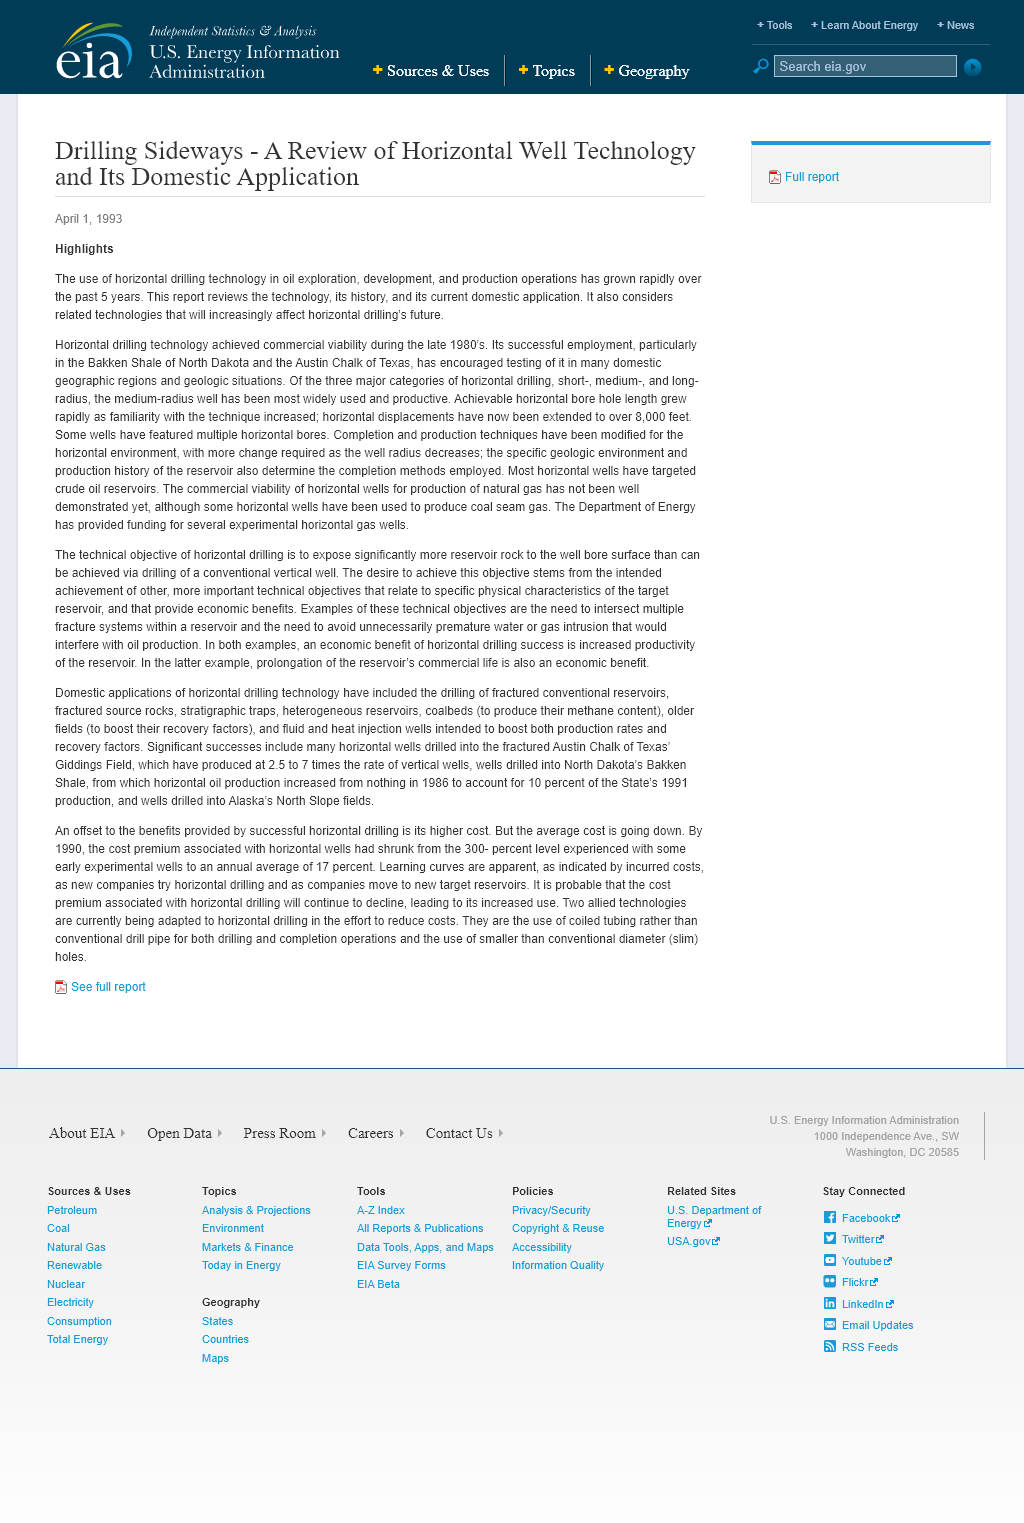 Tools
Learn About Energy
News
eia
Independent Statistics & Analysis
U.S. Energy Information
Administration
Sources & Uses
Topics
Geography
Search eia.gov
Drilling Sideways - A Review of Horizontal Well Technology
and Its Domestic Application
Full report
April 1, 1993
Highlights
The use of horizontal drilling technology in oil exploration, development, and production operations has grown rapidly over
the past 5 years. This report reviews the technology, its history, and its current domestic application. It also considers
related technologies that will increasingly affect horizontal drilling's future.
Horizontal drilling technology achieved commercial viability during the late 1980's. Its successful employment, particularly
in the Bakken Shale of North Dakota and the Austin Chalk of Texas, has encouraged testing of it in many domestic
geographic regions and geologic situations. Of the three major categories of horizontal drilling, short-, medium-, and long-
radius, the medium-radius well has been most widely used and productive. Achievable horizontal bore hole length grew
rapidly as familiarity with the technique increased; horizontal displacements have now been extended to over 8,000 feet.
Some wells have featured multiple horizontal bores. Completion and production techniques have been modified for the
horizontal environment, with more change required as the well radius decreases; the specific geologic environment and
production history of the reservoir also determine the completion methods employed. Most horizontal wells have targeted
crude oil reservoirs. The commercial viability of horizontal wells for production of natural gas has not been well
demonstrated yet, although some horizontal wells have been used to produce coal seam gas. The Department of Energy
has provided funding for several experimental horizontal gas wells.
The technical objective of horizontal drilling is to expose significantly more reservoir rock to the well bore surface than can
be achieved via drilling of a conventional vertical well. The desire to achieve this objective stems from the intended
achievement of other, more important technical objectives that relate to specific physical characteristics of the target
reservoir, and that provide economic benefits. Examples of these technical objectives are the need to intersect multiple
fracture systems within a reservoir and the need to avoid unnecessarily premature water or gas intrusion that would
interfere with oil production. In both examples, an economic benefit of horizontal drilling success is increased productivity
of the reservoir. In the latter example, prolongation of the reservoir's commercial life is also an economic benefit.
Domestic applications of horizontal drilling technology have included the drilling of fractured conventional reservoirs,
fractured source rocks, stratigraphic traps, heterogeneous reservoirs, coalbeds (to produce their methane content), older
fields (to boost their recovery factors), and fluid and heat injection wells intended to boost both production rates and
recovery factors. Significant successes include many horizontal wells drilled into the fractured Austin Chalk of Texas'
Giddings Field, which have produced at 2.5 to 7 times the rate of vertical wells, wells drilled into North Dakota's Bakken
Shale, from which horizontal oil production increased from nothing in 1986 to account for 10 percent of the State's 1991
production, and wells drilled into Alaska's North Slope fields.
An offset to the benefits provided by successful horizontal drilling is its higher cost. But the average cost is going down. By
1990, the cost premium associated with horizontal wells had shrunk from the 300- percent level experienced with some
early experimental wells to an annual average of 17 percent. Learning curves are apparent, as indicated by incurred costs,
as new companies try horizontal drilling and as companies move to new target reservoirs. It is probable that the cost
premium associated with horizontal drilling will continue to decline, leading to its increased use. Two allied technologies
are currently being adapted to horizontal drilling in the effort to reduce costs. They are the use of coiled tubing rather than
conventional drill pipe for both drilling and completion operations and the use of smaller than conventional diameter (slim)
holes.
See full report
About EIA
Open Data
Press Room
Careers
Contact Us
U.S. Energy Information Administration
1000 Independence Ave., SW
Washington, DC 20585
Sources & Uses
Petroleum
Coal
Natural Gas
Renewable
Nuclear
Electricity
Consumption
Total Energy
Topics
Analysis & Projections
Environment
Markets & Finance
Today in Energy
Geography
States
Countries
Maps
Tools
A-Z Index
All Reports & Publications
Data Tools, Apps, and Maps
EIA Survey Forms
EIA Beta
Policies
Privacy/Security
Copyright & Reuse
Accessibility
Information Quality
Related Sites
U.S. Department of
Energy
USA.gov
Stay Connected
Facebook
Twitter
Youtube
Flickr
LinkedIn
Email Updates
RSS Feeds